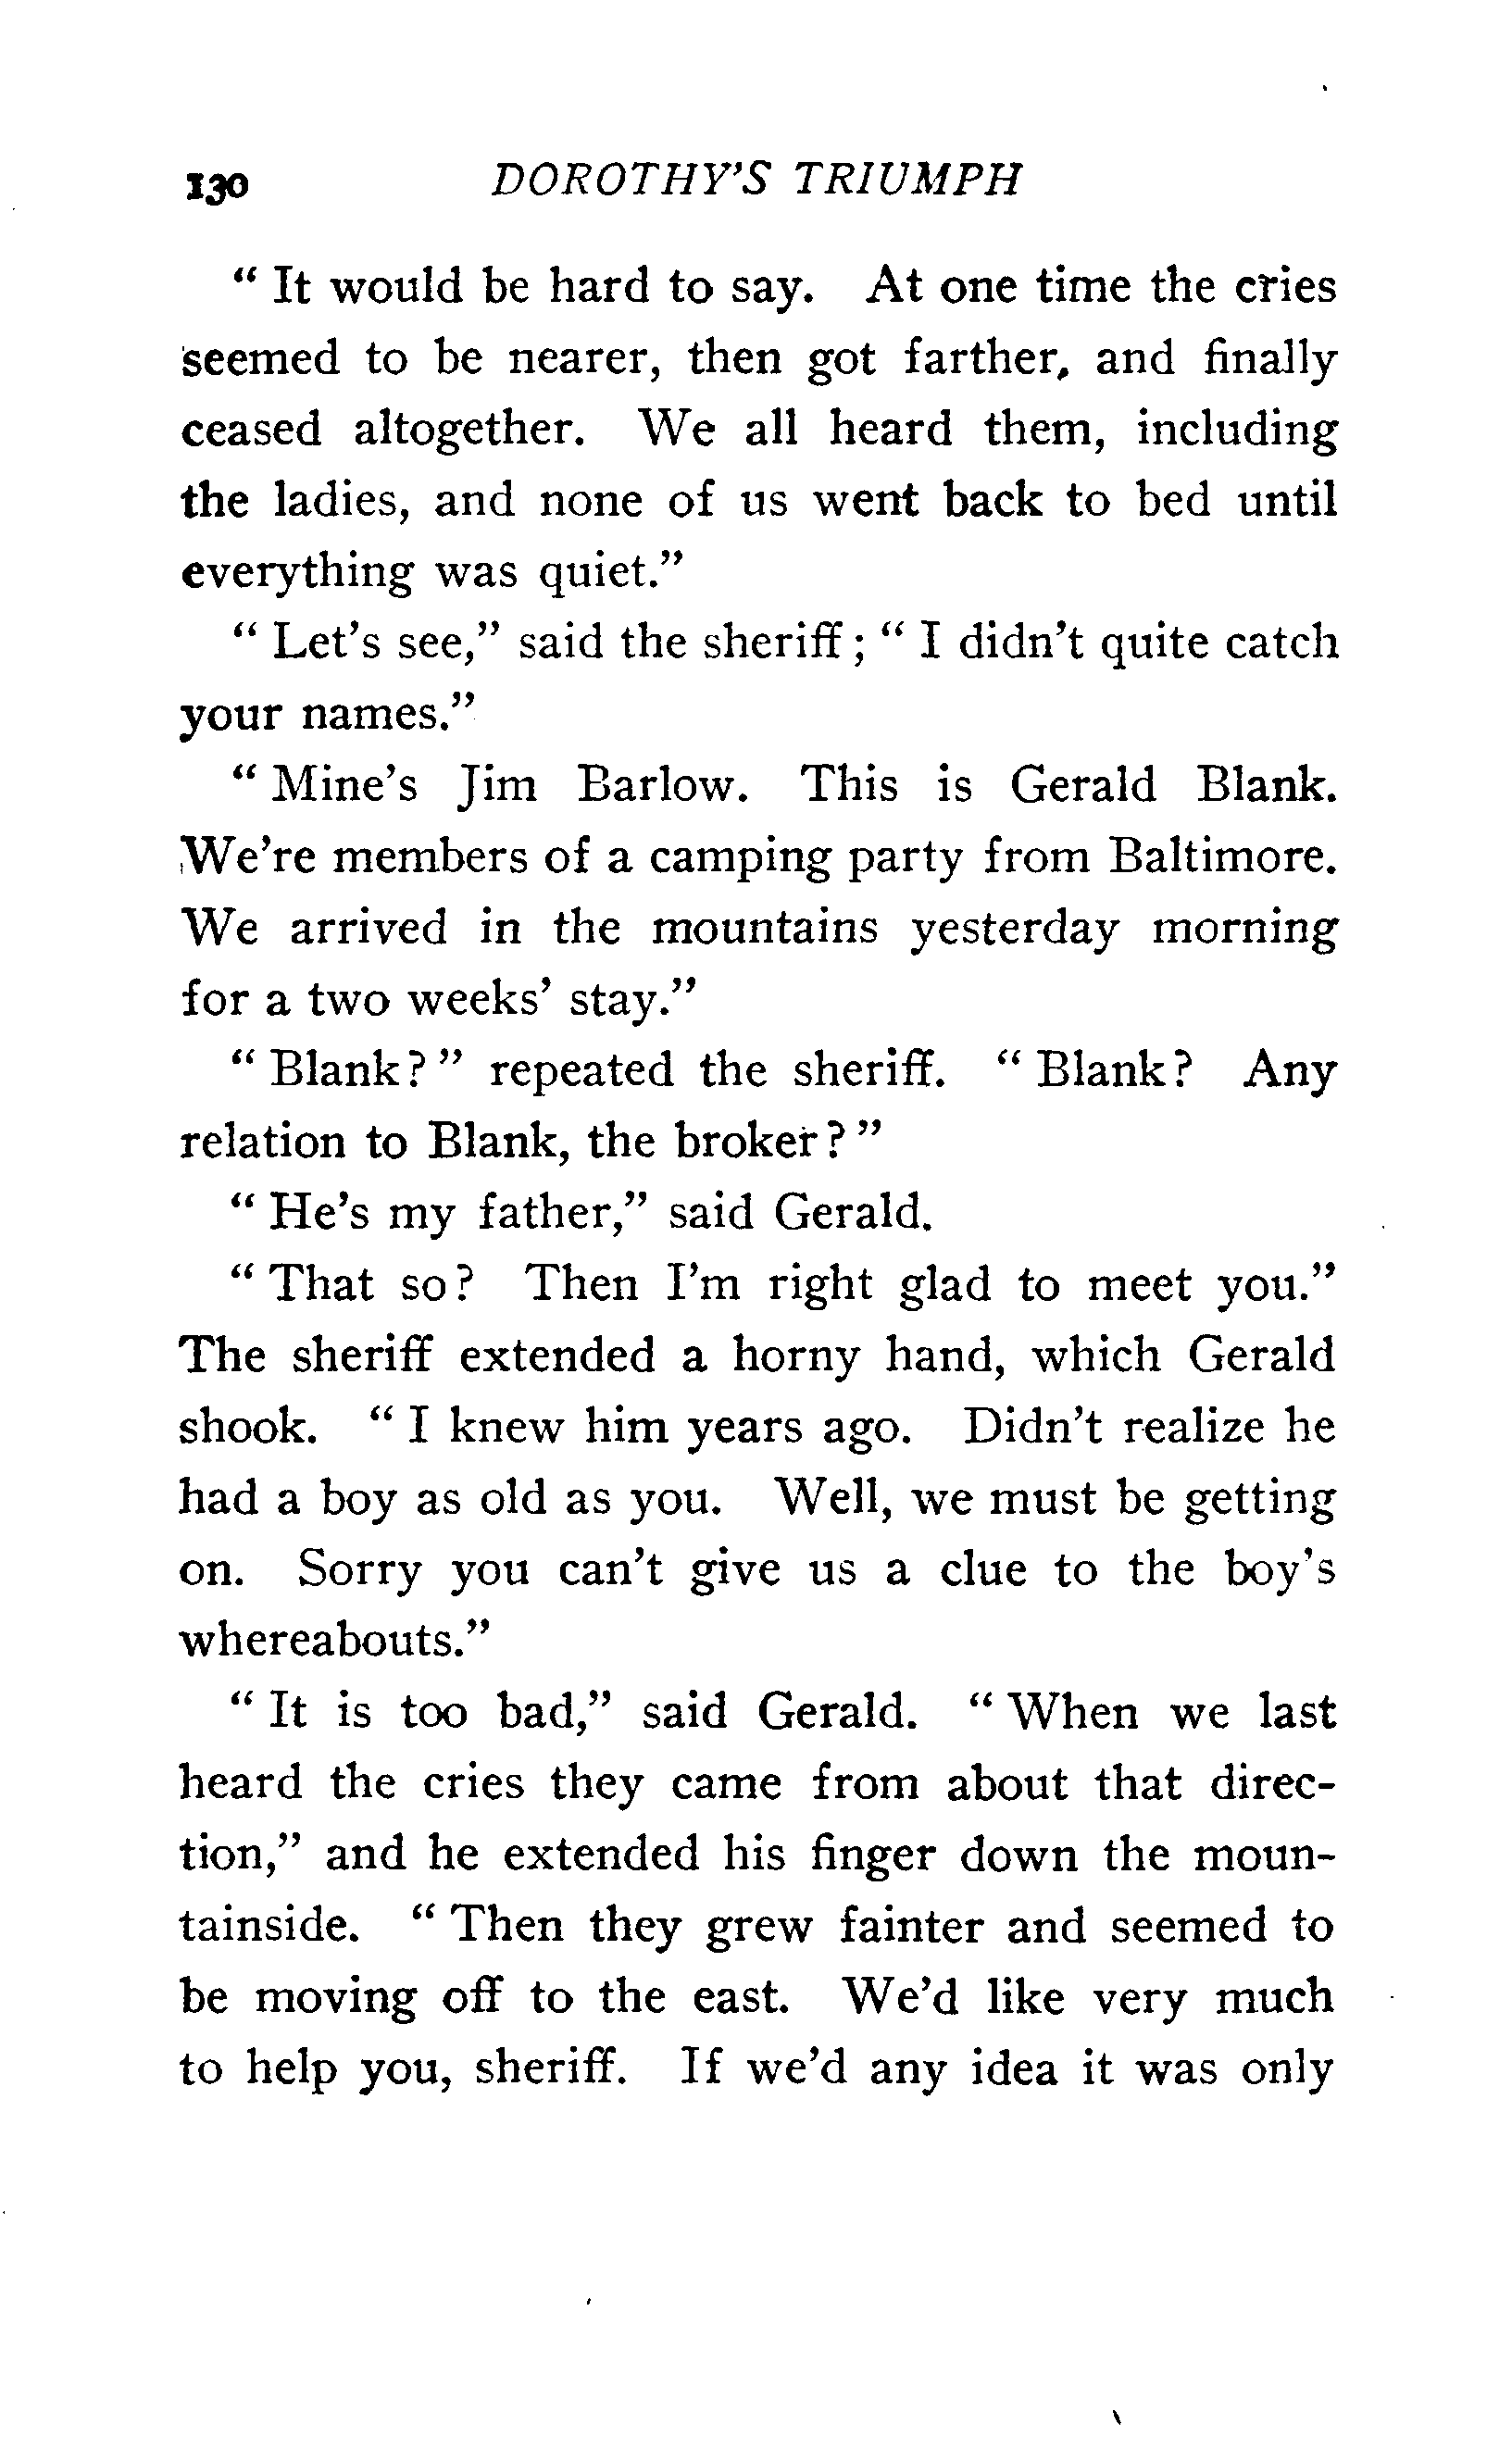 130 DOROTHY'S TRIUMPH
" It would be hard to say. At one time the cries
seemed to be nearer, then got farther, and finally
ceased altogether. We all heard them, including
the ladies, and none of us went back to bed until
everything was quiet."
" Let's see," said the sheriff ; " I didn't quite catch
your names."
" Mine's Jim Barlow. This is Gerald Blank.
We're members of a camping party from Baltimore.
We arrived in the mountains yesterday morning
for a two weeks' stay."
" Blank ? " repeated the sheriff. " Blank ? Any
relation to Blank, the broker ? "
" He's my father," said Gerald.
" That so ? Then I'm right glad to meet you."
The sheriff extended a horny hand, which Gerald
shook. " I knew him years ago. Didn't realize he
had a boy as old as you. Well, we must be getting
on. Sorry you can't give us a clue to the boy's
whereabouts."
" It is too bad," said Gerald. " When we last
heard the cries they came from about that direc-
tion," and he extended his finger down the moun-
tainside. " Then they grew fainter and seemed to
be moving off to the east. We'd like very much
to help you, sheriff. If we'd any idea it was only